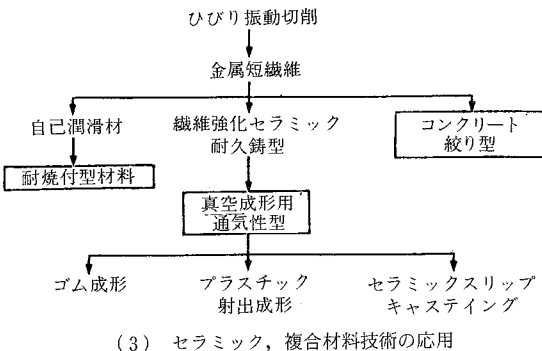 ひびり振動切削
金属短繊維
自己潤滑材
耐焼付型材料
繊維強化セラミック
耐久鋳型
コンクリート
絞り型
真空成形用
通気性型
ゴム成形
プラスチック
射出成形
セラミックスリップ
キャステイング
(3) セラミック,複合材料技術の応用